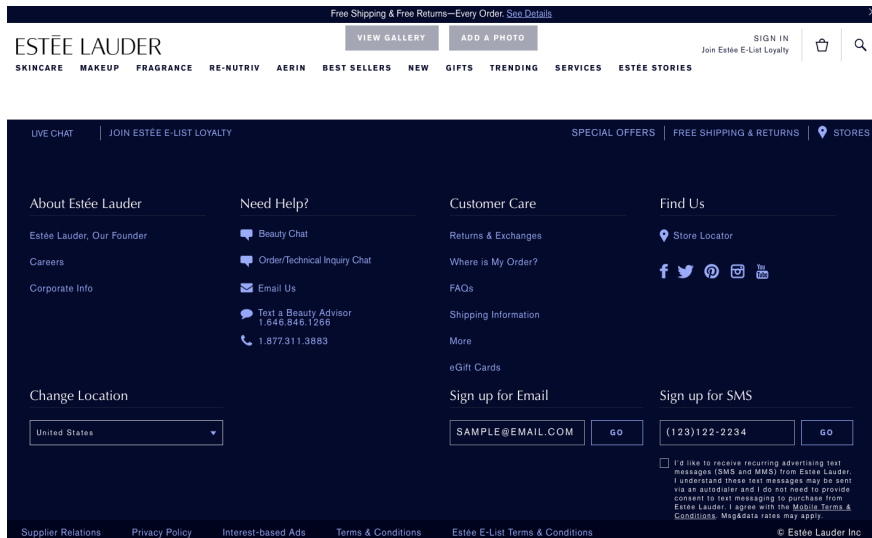 Free Shipping & Free Returns—Every Order. See Details
VIEW GALLERY
ADD A PHOTO
ESTĒE LAUDER
SIGN IN
Join Estée E-List Loyalty
SKINCARE MAKEUP FRAGRANCE RE-NUTRIV AERIN BEST SELLERS NEW GIFTS TRENDING SERVICES ESTÉE STORIES
LIVE CHAT JOIN ESTÉE E-LIST LOYALTY SPECIAL OFFERS FREE SHIPPING & RETURNS STORES
About Estée Lauder
Estée Lauder, Our Founder
Careers
Corporate Info
Need Help?
Beauty Chat
Order/Technical Inquiry Chat
Email Us
Text a Beauty Advisor
1.646.846.1266
1.877.311.3883
Customer Care
Returns & Exchanges
Where is My Order?
FAQs
Shipping Information
More
eGift Cards
Find Us
Store Locator
You
Tube
Change Location
United States
Sign up for Email
SAMPLE@EMAIL.COM GO
Sign up for SMS
(123)122-2234 GO
I'd like to receive recurring advertising text
messages (SMS and MMS) from Estée Lauder.
I understand these text messages may be sent
via an autodialer and I do not need to provide
consent to text messaging to purchase from
Estée Lauder. I agree with the Mobile Terms &
Conditions. Msg&data rates may apply.
Supplier Relations Privacy Policy Interest-based Ads Terms & Conditions Estée E-List Terms & Conditions © Estée Lauder Inc